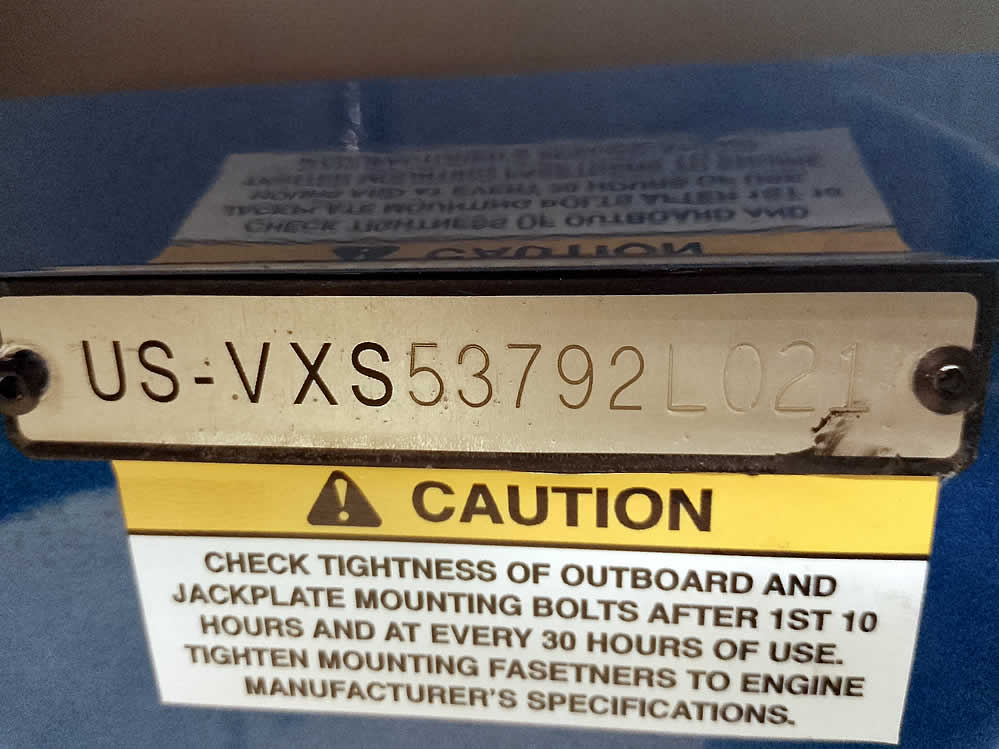 US-VXS53792L021
CAUTION
CHECK TIGHTNESS OF OUTBOARD AND
JACKPLATE MOUNTING BOLTS AFTER 1ST 10
HOURS AND AT EVERY 30 HOURS OF USE.
TIGHTEN MOUNTING FASETNERS TO ENGINE
MANUFACTURER'S SPECIFICATIONS.